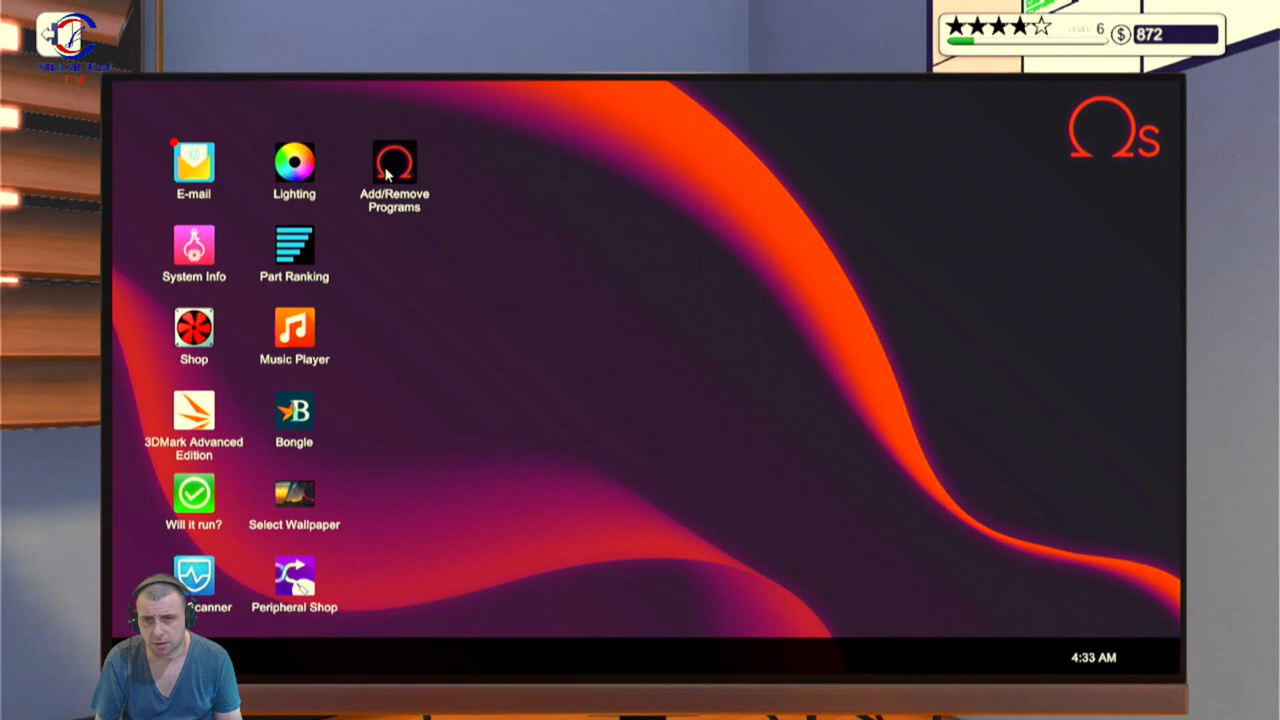 LEVEL 6 $ 872
Ωs
E-mail
Lighting
Add/Remove
Programs
System Info
Part Ranking
Shop
Music Player
3DMark Advanced
Edition
B
Bongle
Will it run?
Select Wallpaper
canner
Peripheral Shop
4:33 AM